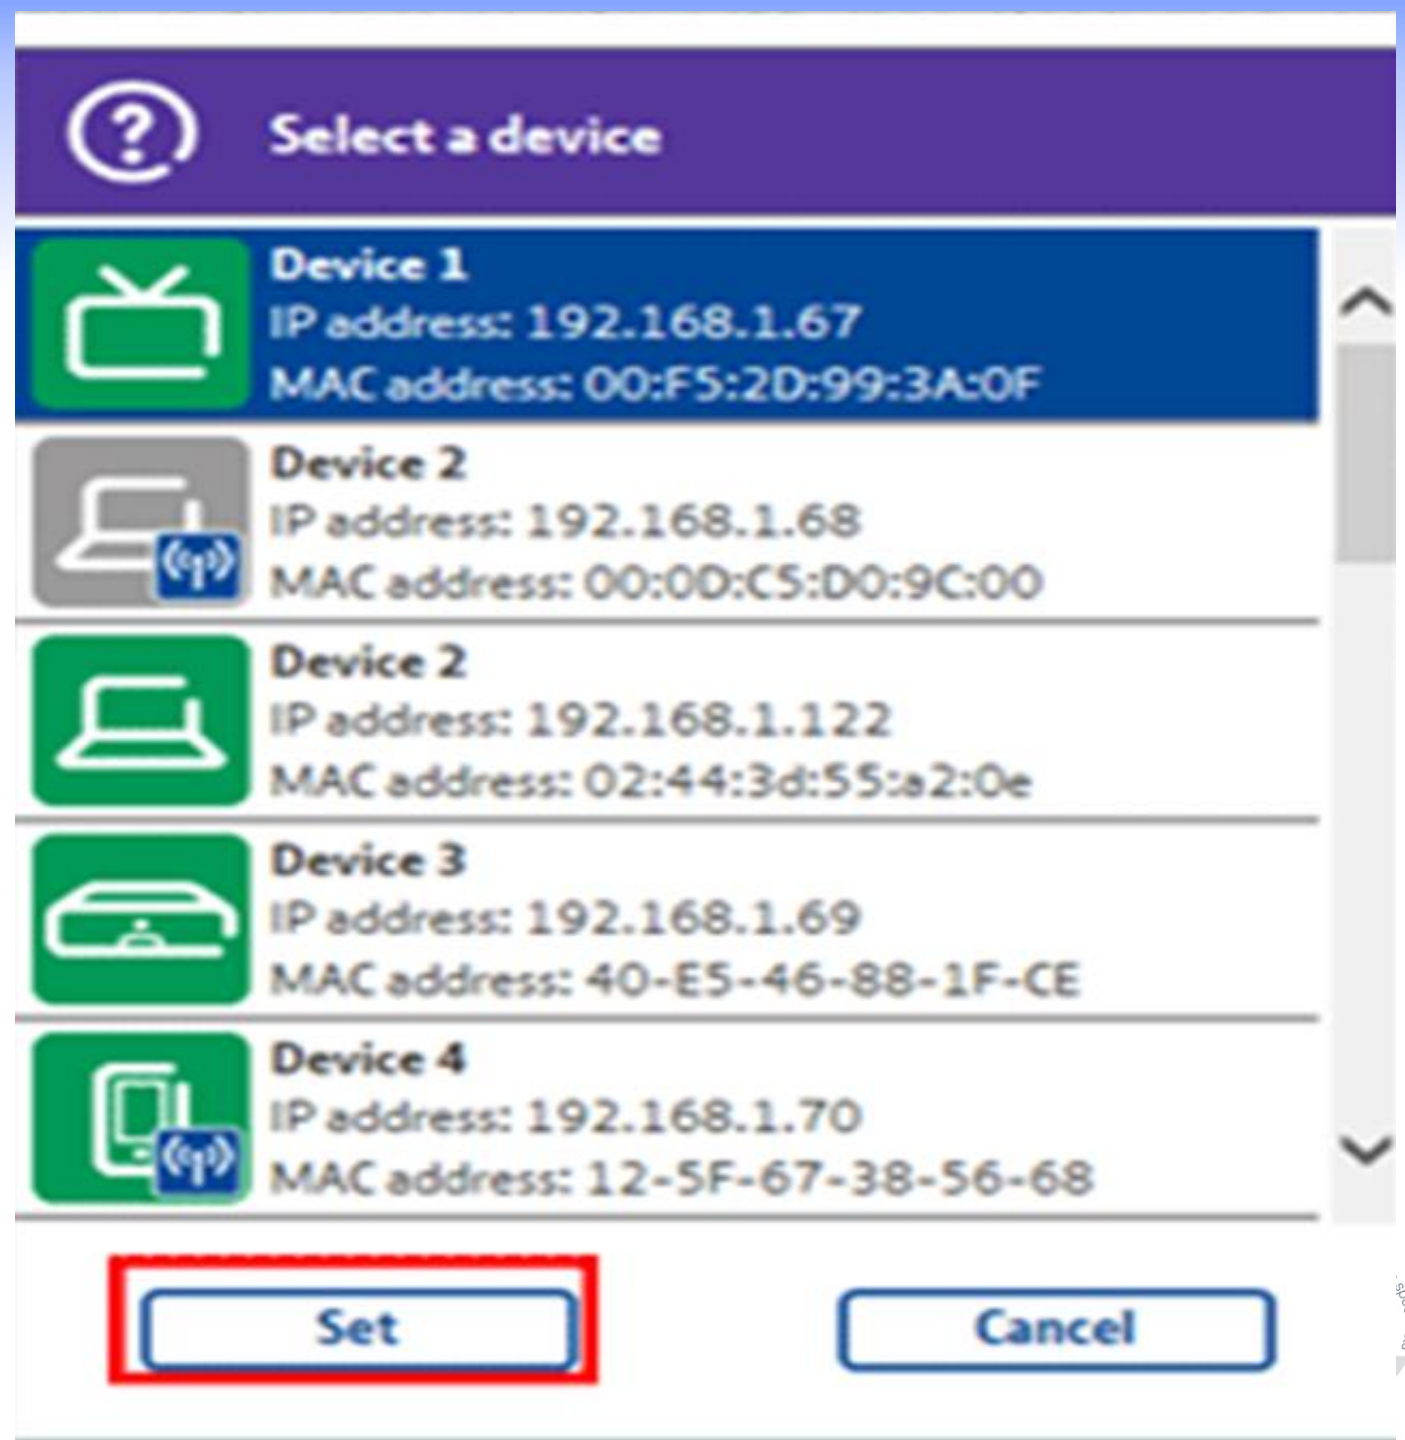 Select a device
Device 1
IP address: 192.168.1.67
MAC address: 00:F5:2D:99:3A:0F
Device 2
IP address: 192.168.1.68
MAC address: 00:0D:C5:D0:9C:00
Device 2
IP address: 192.168.1.122
MAC address: 02:44:3d:55:a2:0e
Device 3
IP address: 192.168.1.69
MAC address: 40-E5-46-88-1F-CE
Device 4
IP address: 192.168.1.70
MAC address: 12-5F-67-38-56-68
Set
Cancel